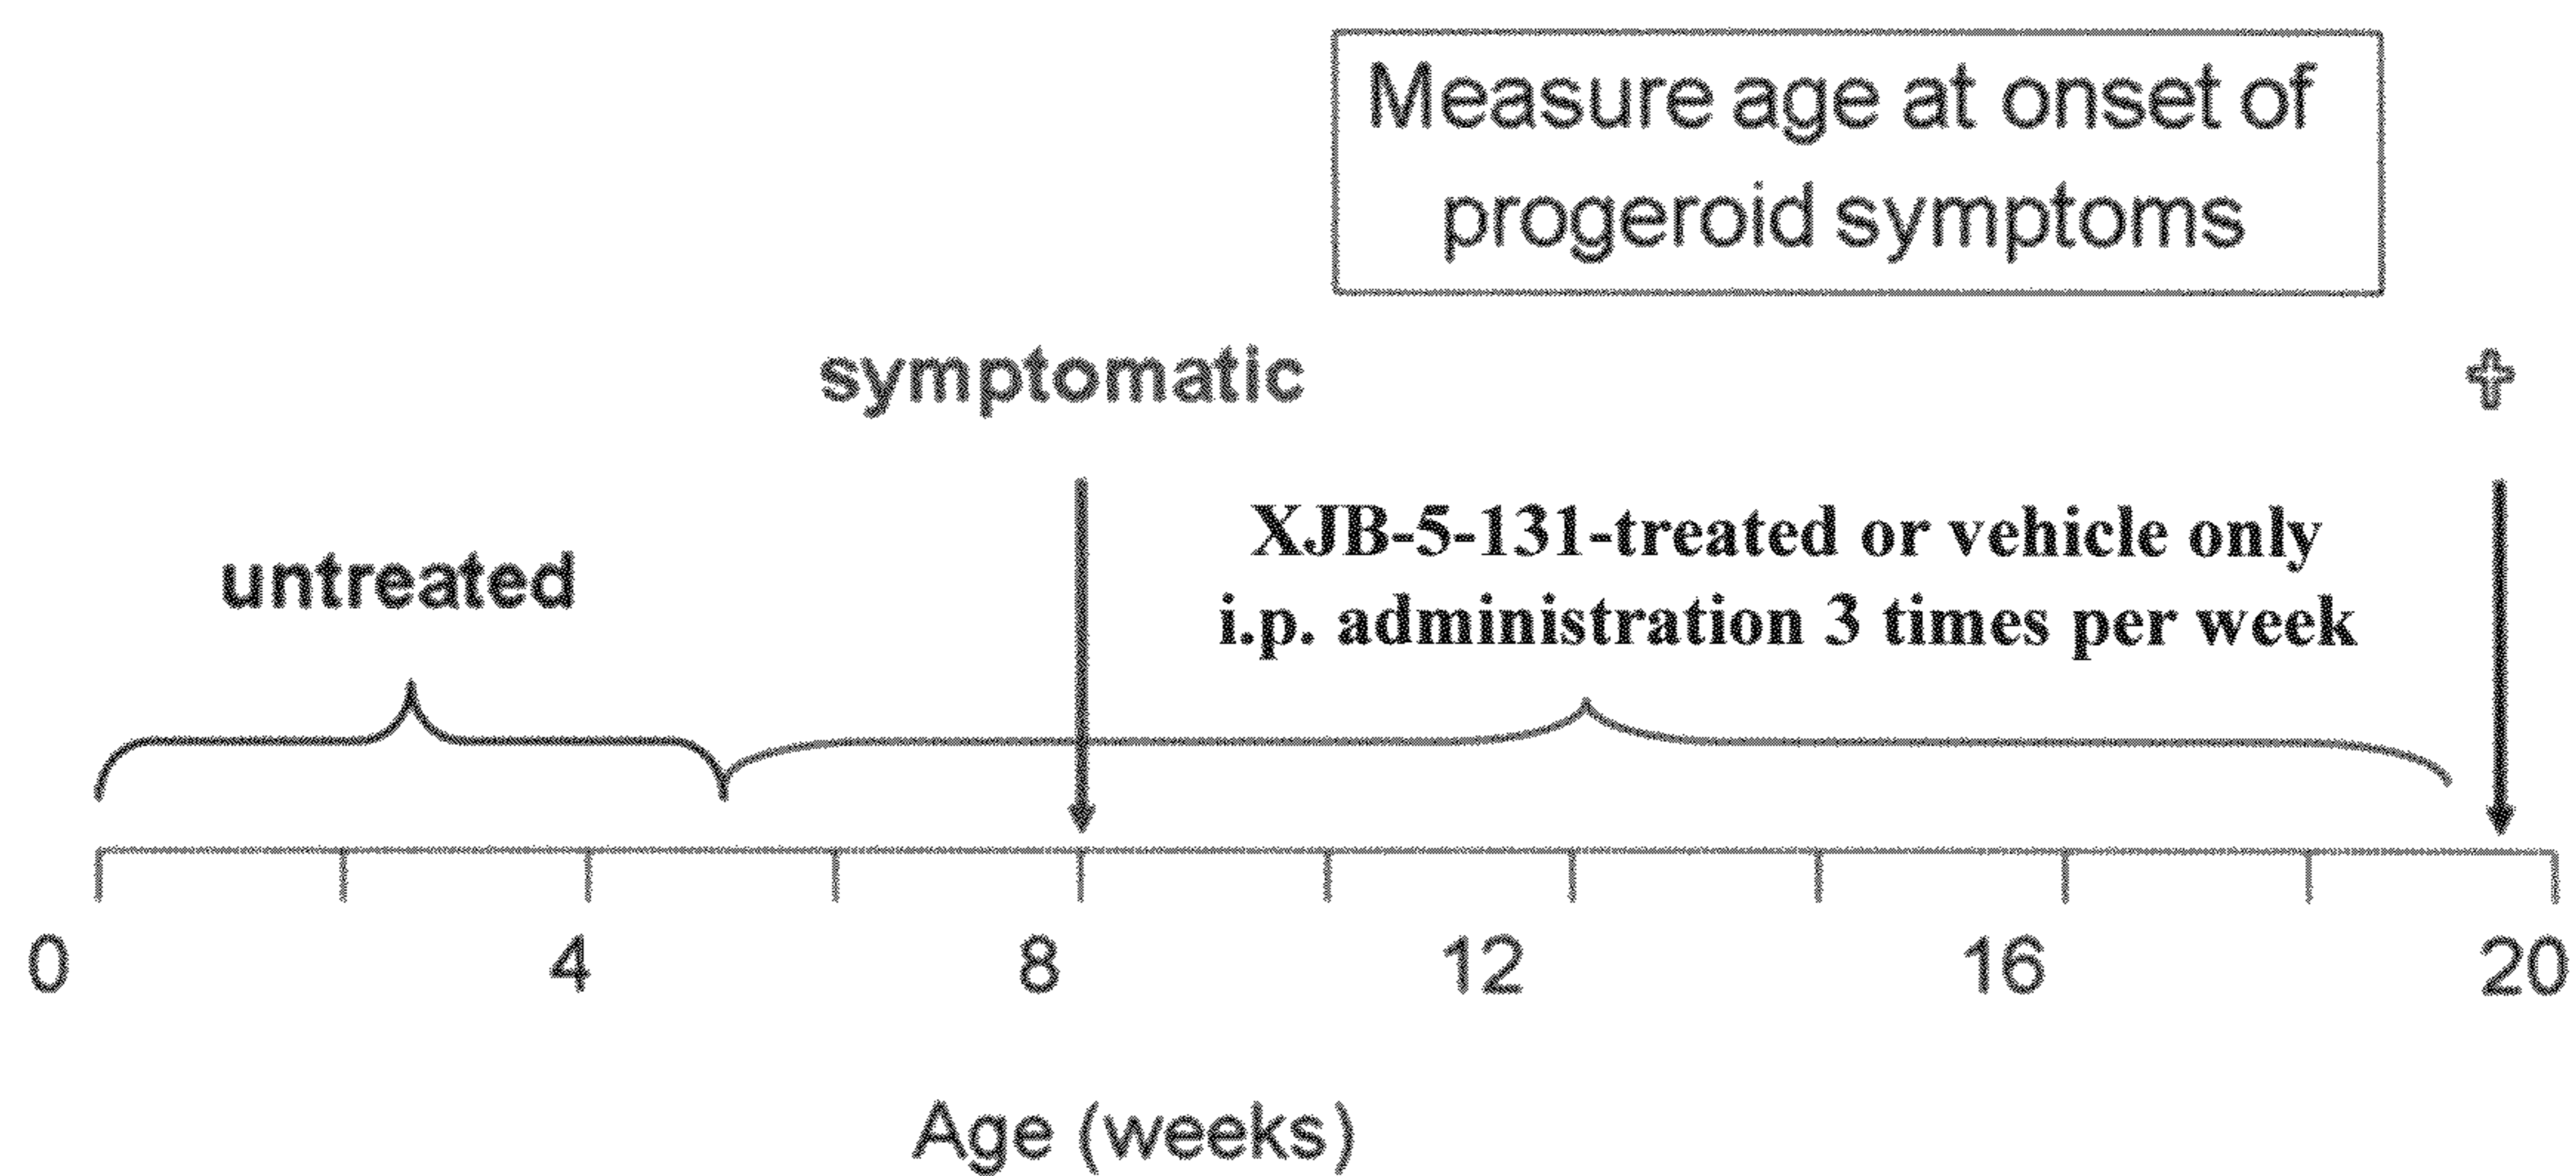 Measure age at onset of
progeroid symptoms
symptomatic
✞
untreated
XJB-5-131-treated or vehicle only
i.p. administration 3 times per week
0 4 8 12 16 20
Age (weeks)